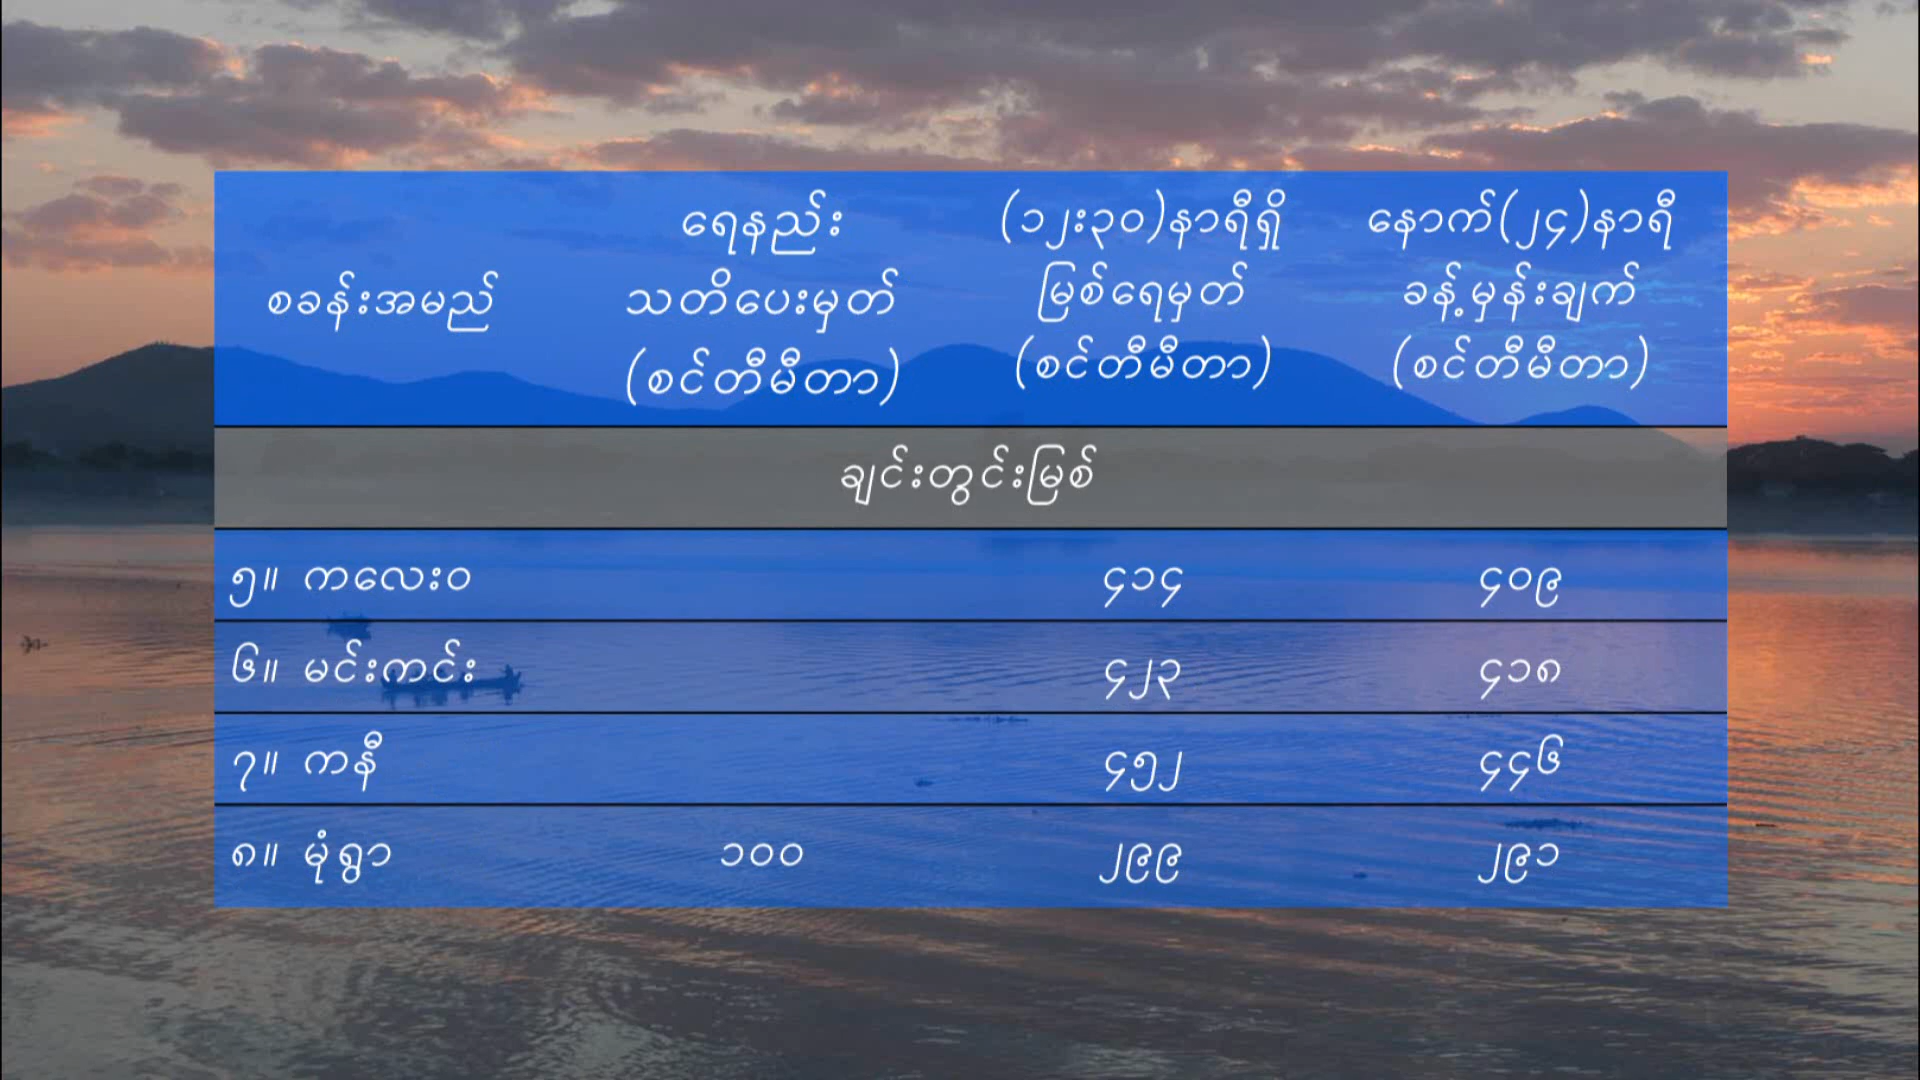 စခန်းအမည်
ရေနည်း
သတိပေးမှတ်
(စင်တီမီတာ)
(၁၂း၃၀)နာရီရှိ
မြစ်ရေမှတ်
(စင်တီမီတာ)
နောက်(၂၄)နာရီ
ခန့်မှန်းချက်
(စင်တီမီတာ)
ချင်းတွင်းမြစ်
၅။ ကလေးဝ ၄၁၄ ၄၀၉
၆။ မင်းကင်း ၄၂၃ ၄၁၈
၇။ ကနီ ၄၅၂ ၄၄၆
၈။ မုံရွာ ၁၀၀ ၂၉၉ ၂၉၁